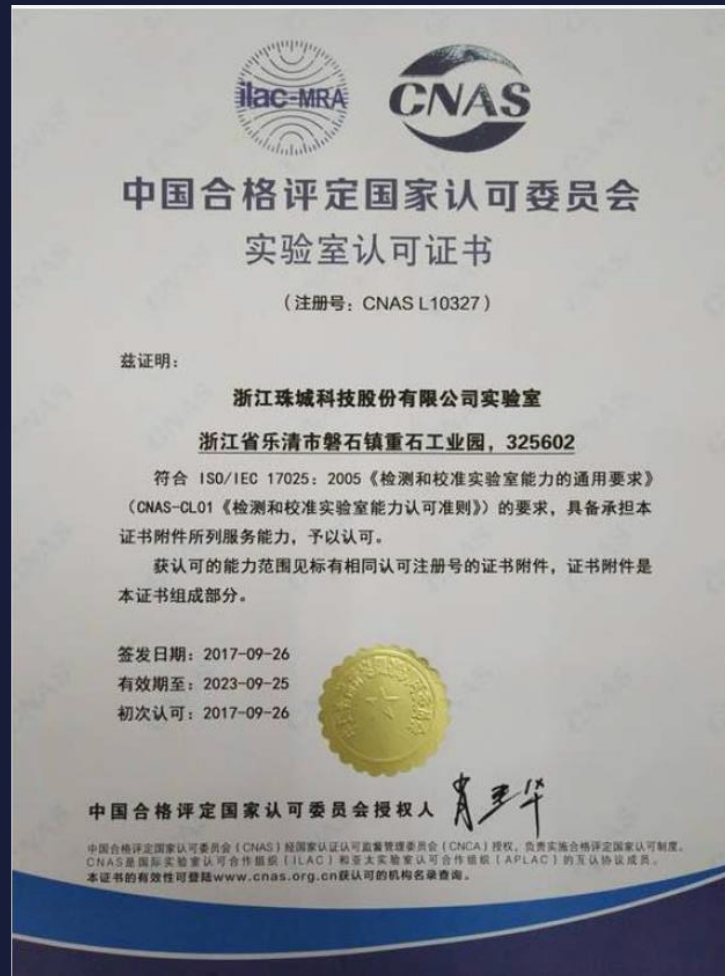 ilac-MRA
CNAS
中国合格评定国家认可委员会
实验室认可证书
（注册号：CNAS L10327）
兹证明：
浙江珠城科技股份有限公司实验室
浙江省乐清市磐石镇重石工业园，325602
符合 ISO/IEC 17025：2005《检测和校准实验室能力的通用要求》
（CNAS-CL01《检测和校准实验室能力认可准则》）的要求，具备承担本
证书附件所列服务能力，予以认可。
获认可的能力范围见标有相同认可注册号的证书附件，证书附件是
本证书组成部分。
签发日期：2017-09-26
有效期至：2023-09-25
初次认可：2017-09-26
中国合格评定国家认可委员会授权人
中国合格评定国家认可委员会（CNAS）经国家认证认可监督管理委员会（CNCA）授权，负责实施合格评定国家认可制度。
CNAS是国际实验室认可合作组织（ILAC）和亚太实验室认可合作组织（APLAC）的互认协议成员。
本证书的有效性可登陆www.cnas.org.cn获认可的机构名录查询。